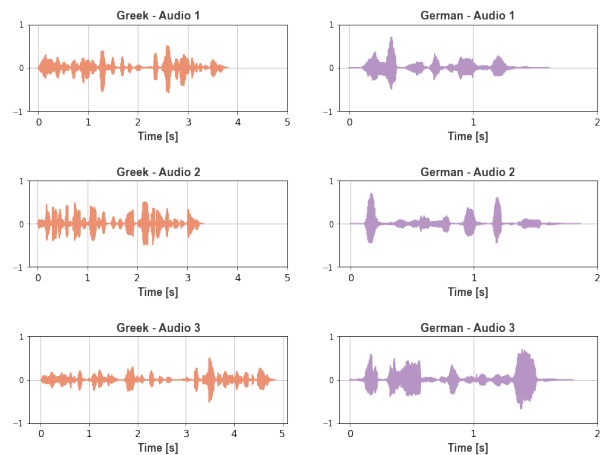 Greek - Audio 1
German - Audio 1
1
0
−1
0 1 2 3 4 5
Time [s]
1
0
−1
0 1 2
Time [s]
Greek - Audio 2
German - Audio 2
1
0
−1
0 1 2 3 4 5
Time [s]
1
0
−1
0 1 2
Time [s]
Greek - Audio 3
German - Audio 3
1
0
−1
0 1 2 3 4 5
Time [s]
1
0
−1
0 1 2
Time [s]